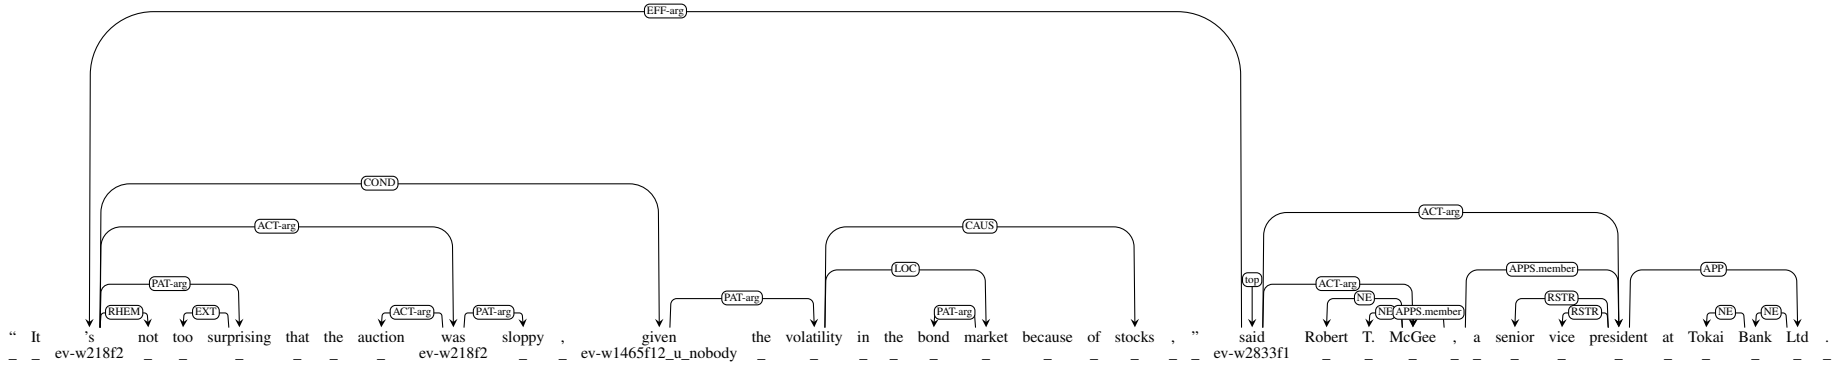 EFF-arg
COND
ACT-arg ACT-arg
ACT-arg CAUS
LOC APPS.member APP
PAT-arg top ACT-arg
PAT-arg NE RSTR
RHEM EXT ACT-arg PAT-arg PAT-arg NE APPS.member RSTR NE NE
“ It 's not too surprising that the auction was sloppy , given the volatility in the bond market because of stocks , ” said Robert T. McGee , a senior vice president at Tokai Bank Ltd .
_ _ ev-w218f2 _ _ _ _ _ _ ev-w218f2 _ _ ev-w1465f12_u_nobody _ _ _ _ _ _ _ _ _ _ _ ev-w2833f1 _ _ _ _ _ _ _ _ _ _ _ _ _